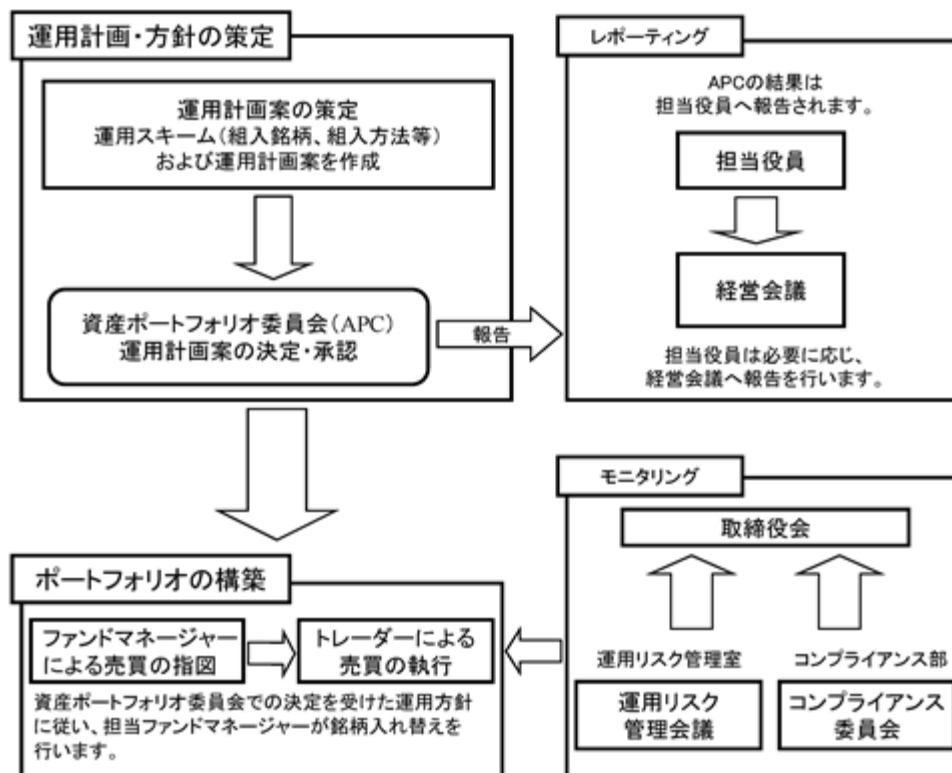 運用計画・方針の策定
運用計画案の策定
運用スキーム(組入銘柄、組入方法等)
および運用計画案を作成
資産ポートフォリオ委員会(APC)
運用計画案の決定・承認
報告
レポーティング
APCの結果は
担当役員へ報告されます。
担当役員
経営会議
担当役員は必要に応じ、
経営会議へ報告を行います。
ポートフォリオの構築
ファンドマネージャー
による売買の指図
トレーダーによる
売買の執行
資産ポートフォリオ委員会での決定を受けた運用方針
に従い、担当ファンドマネージャーが銘柄入れ替えを
行います。
モニタリング
取締役会
運用リスク管理室
運用リスク
管理会議
コンプライアンス部
コンプライアンス
委員会